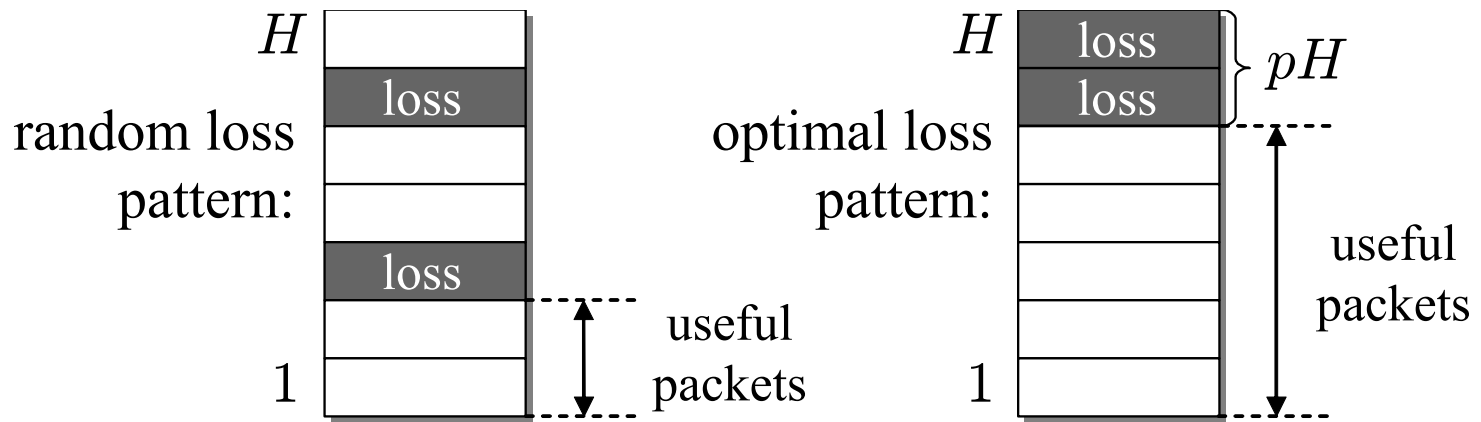 H
loss
random loss
pattern:
loss
useful
packets
1
H
loss
pH
loss
optimal loss
pattern:
useful
packets
1